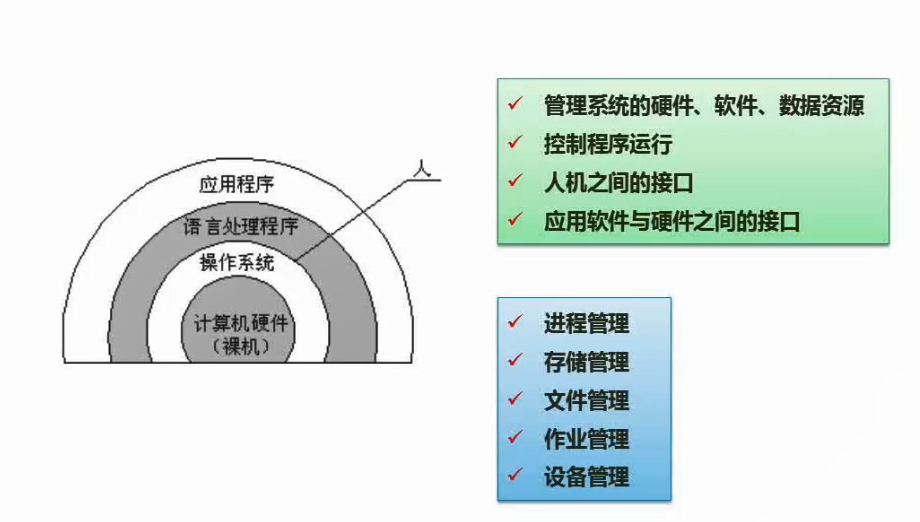 人
应用程序
语言处理程序
操作系统
计算机硬件
（裸机）
管理系统的硬件、软件、数据资源
控制程序运行
人机之间的接口
应用软件与硬件之间的接口
进程管理
存储管理
文件管理
作业管理
设备管理